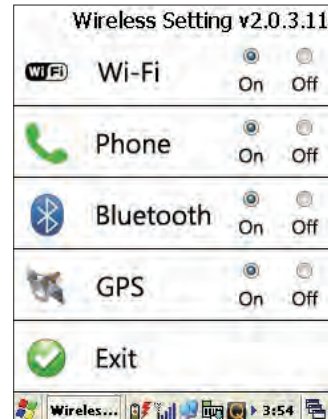 Wireless Setting v2.0.3.11
WiFi Wi-Fi
On Off
Phone
On Off
Bluetooth
On Off
GPS
On Off
Exit
Wireles... 3:54